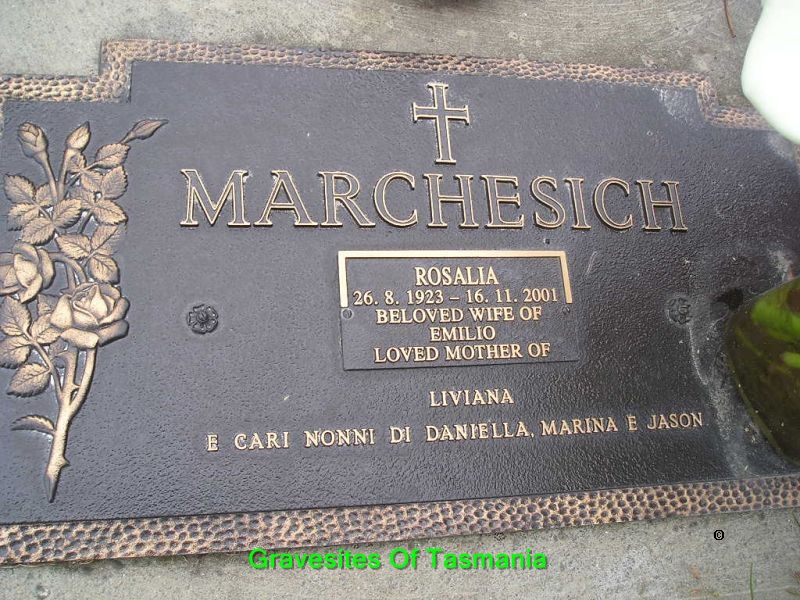 MARCHESICH
ROSALIA
26. 8. 1923 – 16. 11. 2001
BELOVED WIFE OF
EMILIO
LOVED MOTHER OF
LIVIANA
E CARI NONNI DI DANIELLA, MARINA E JASON
©
Gravesites Of Tasmania